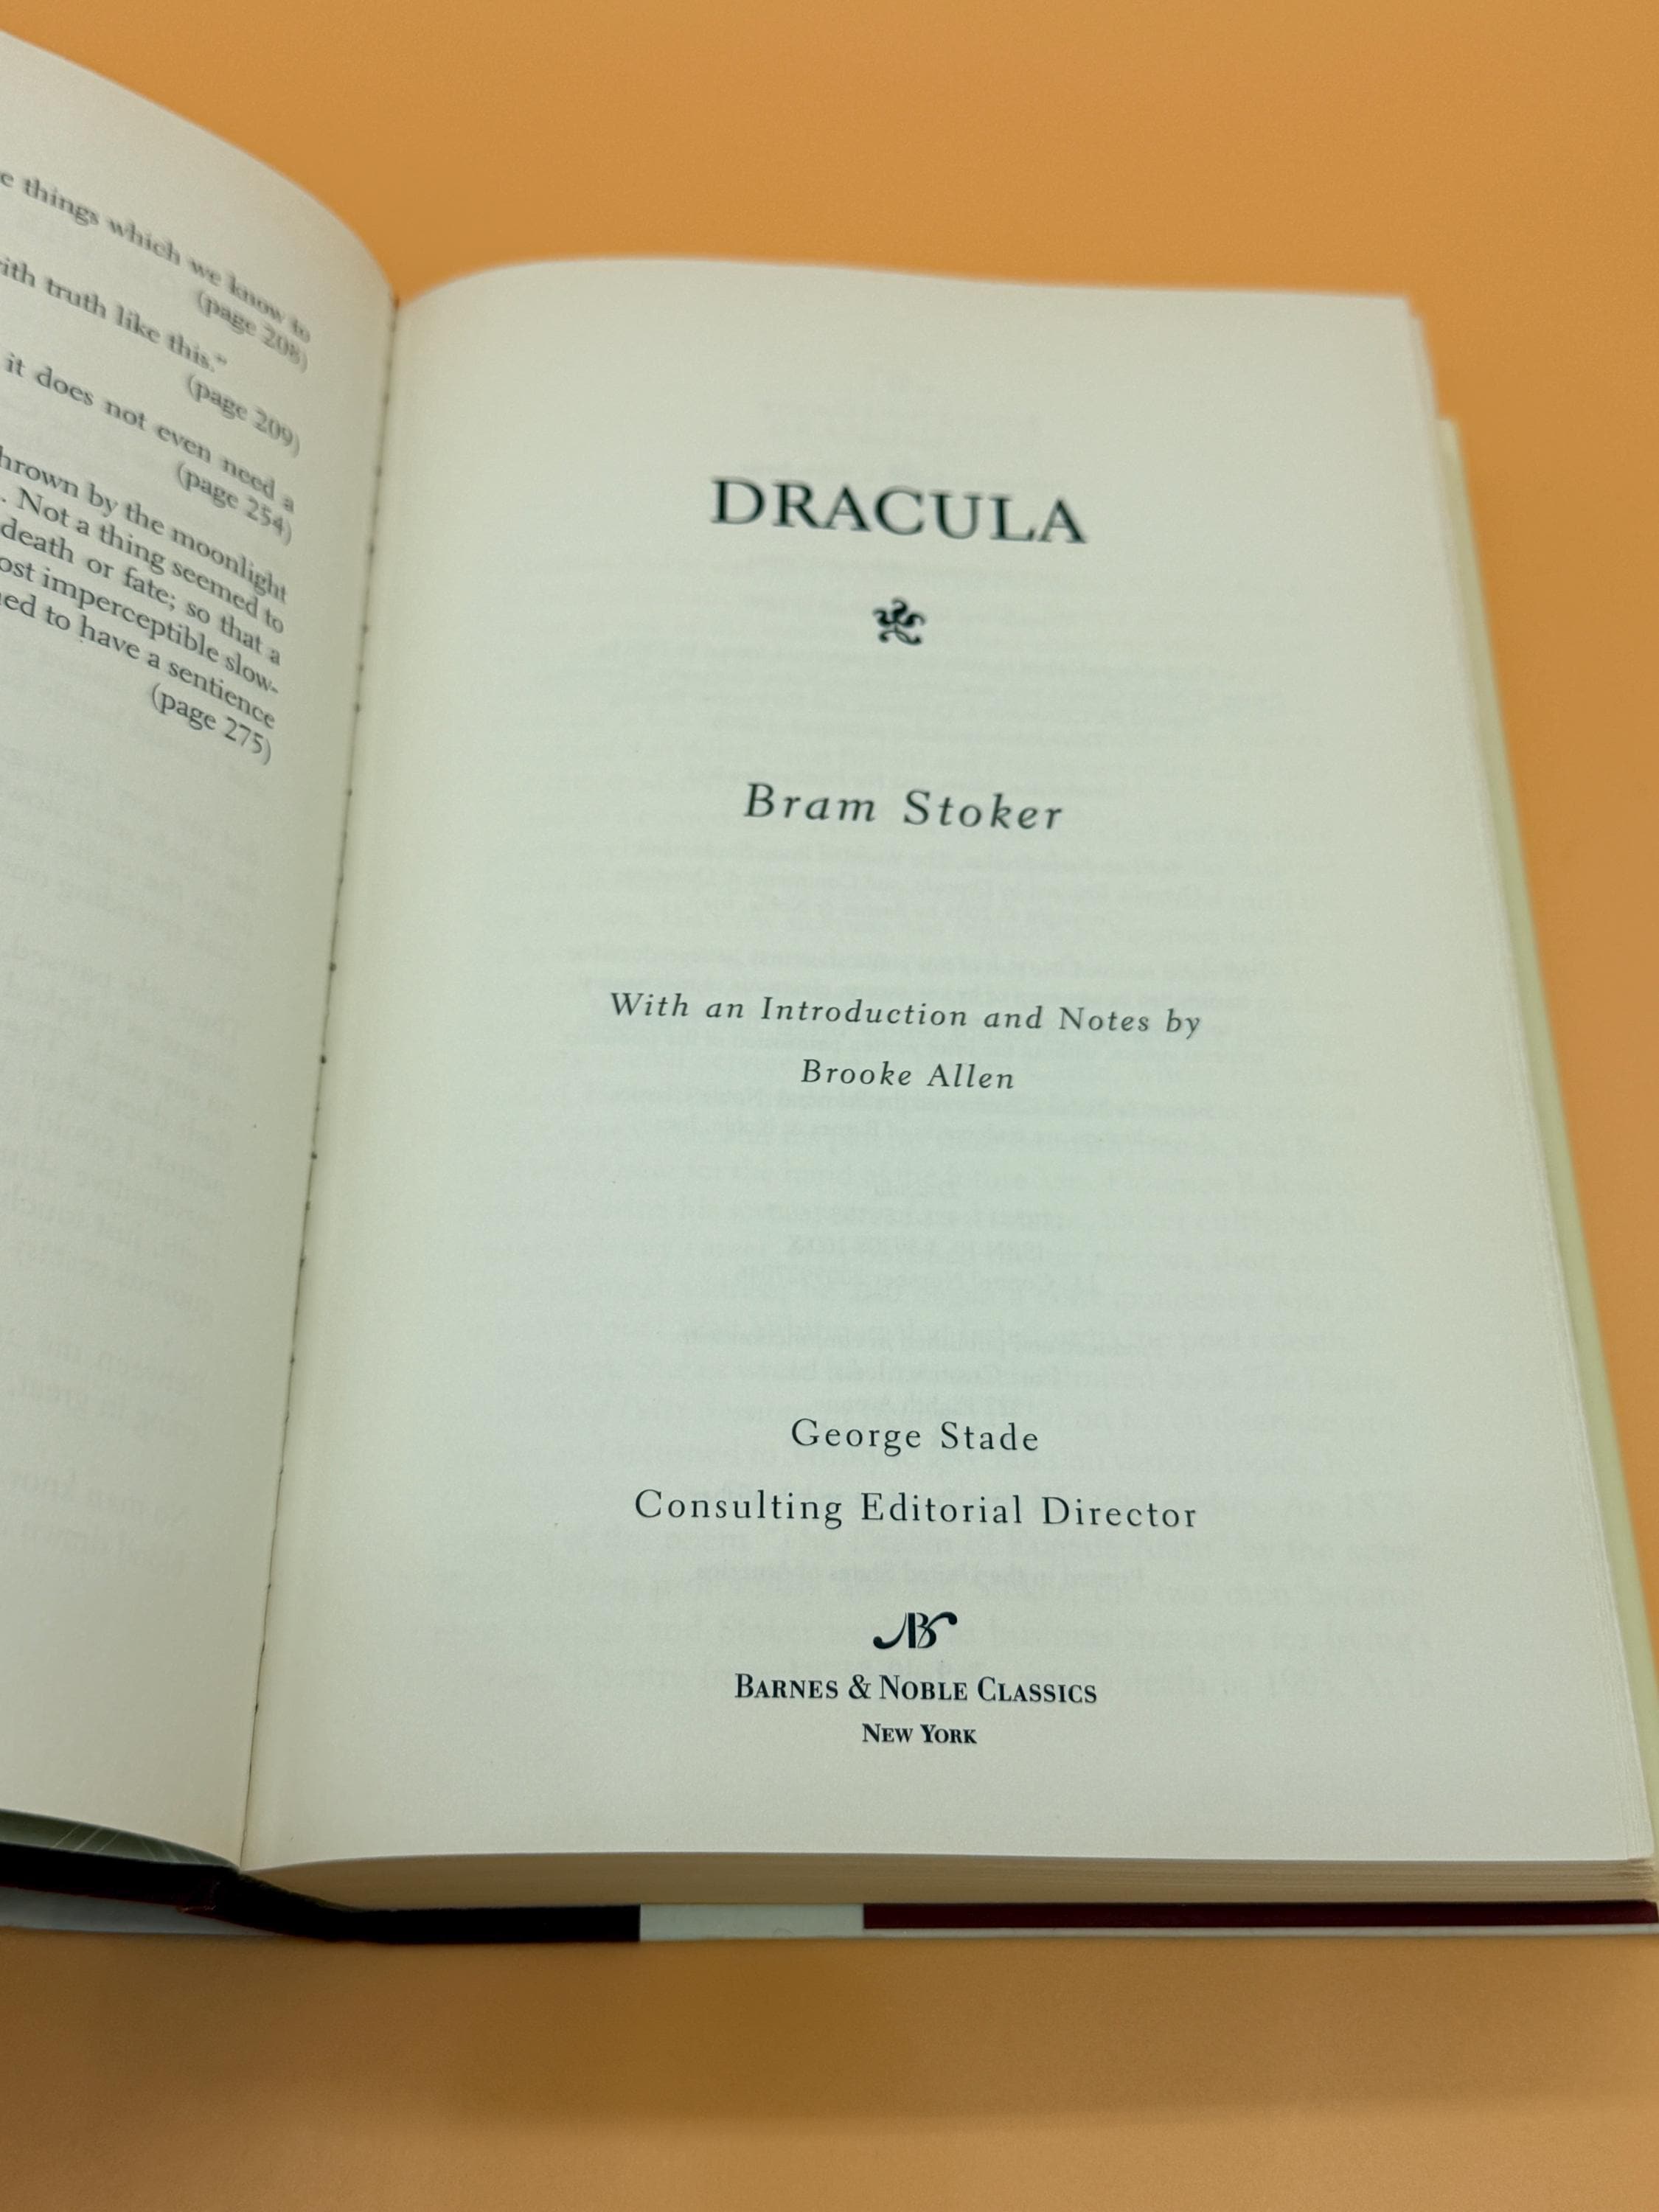 e things which we know to
(page 208)
ith truth like this."
(page 209)
it does not even need a
(page 254)
hrown by the moonlight
. Not a thing seemed to
death or fate; so that a
ost imperceptible slow-
ed to have a sentience
(page 275)
DRACULA
Bram Stoker
With an Introduction and Notes by
Brooke Allen
George Stade
Consulting Editorial Director
BARNES & NOBLE CLASSICS
NEW YORK